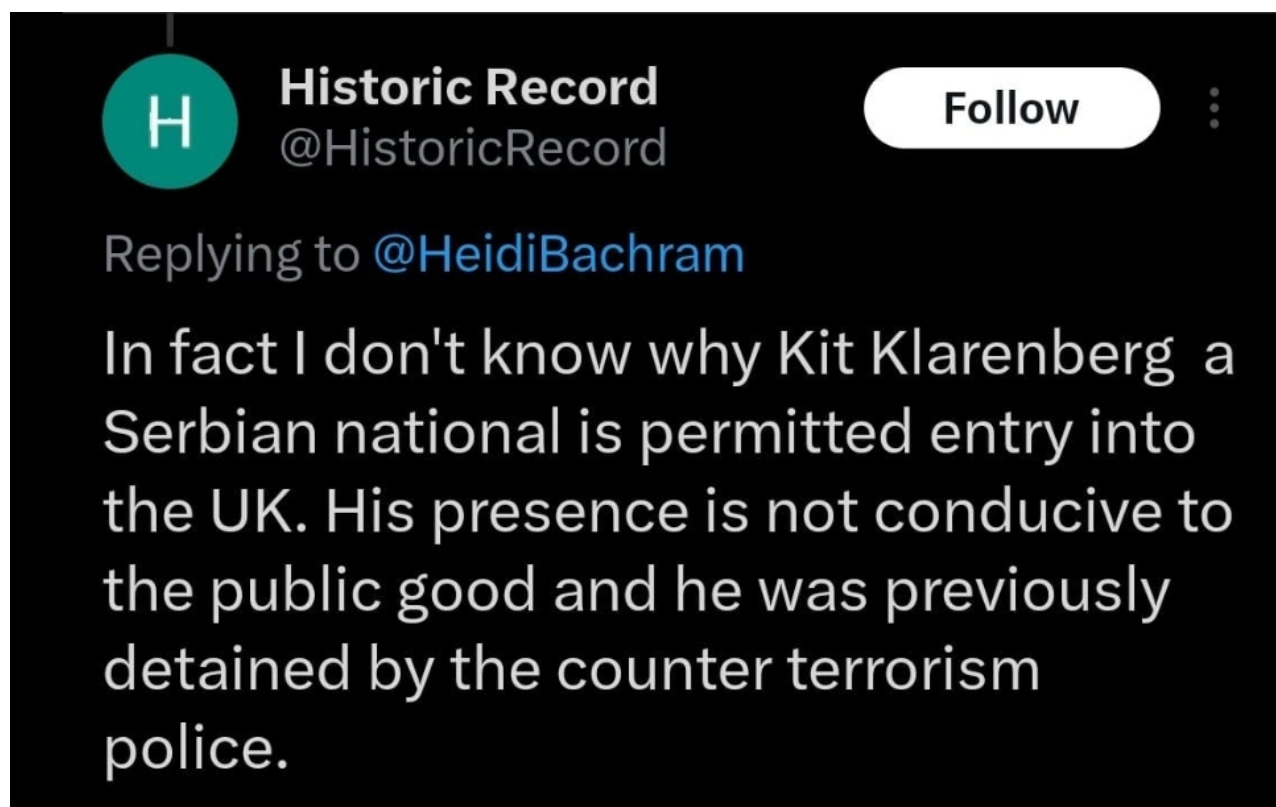 H
Historic Record
@HistoricRecord
Follow
Replying to @HeidiBachram
In fact I don't know why Kit Klarenberg  a
Serbian national is permitted entry into
the UK. His presence is not conducive to
the public good and he was previously
detained by the counter terrorism
police.